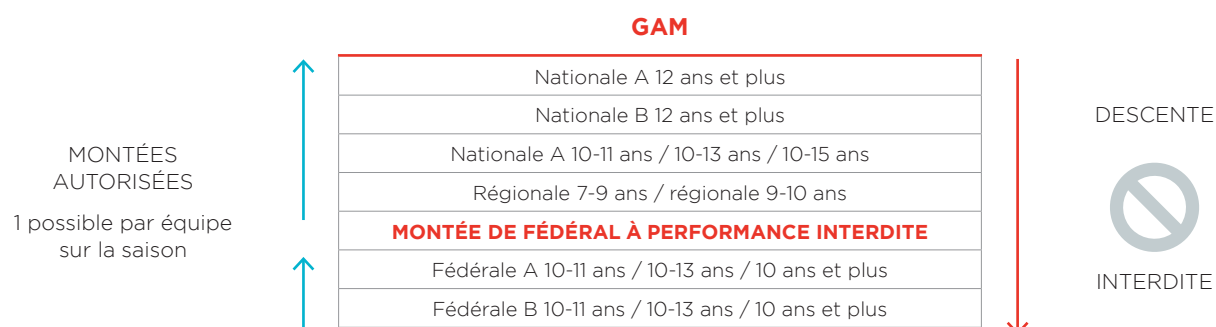 GAM
MONTÉES
AUTORISÉES
1 possible par équipe
sur la saison
Nationale A 12 ans et plus
Nationale B 12 ans et plus
Nationale A 10-11 ans / 10-13 ans / 10-15 ans
Régionale 7-9 ans / régionale 9-10 ans
MONTÉE DE FÉDÉRAL À PERFORMANCE INTERDITE
Fédérale A 10-11 ans / 10-13 ans / 10 ans et plus
Fédérale B 10-11 ans / 10-13 ans / 10 ans et plus
DESCENTE
INTERDITE